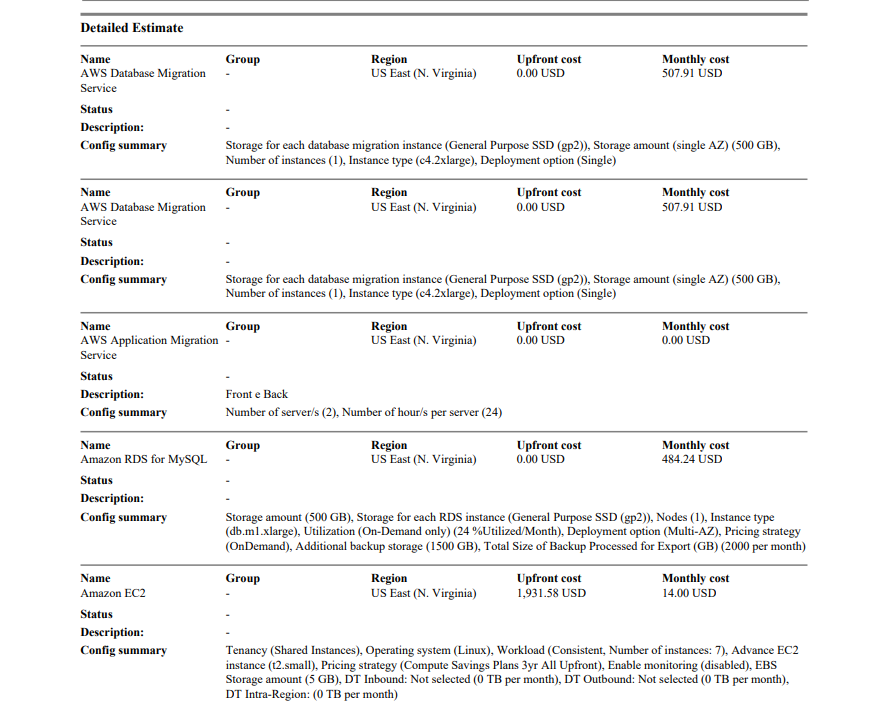 Detailed Estimate
Name Group Region Upfront cost Monthly cost
AWS Database Migration - US East (N. Virginia) 0.00 USD 507.91 USD
Service
Status -
Description: -
Config summary Storage for each database migration instance (General Purpose SSD (gp2)), Storage amount (single AZ) (500 GB),
Number of instances (1), Instance type (c4.2xlarge), Deployment option (Single)
Name Group Region Upfront cost Monthly cost
AWS Database Migration - US East (N. Virginia) 0.00 USD 507.91 USD
Service
Status -
Description: -
Config summary Storage for each database migration instance (General Purpose SSD (gp2)), Storage amount (single AZ) (500 GB),
Number of instances (1), Instance type (c4.2xlarge), Deployment option (Single)
Name Group Region Upfront cost Monthly cost
AWS Application Migration - US East (N. Virginia) 0.00 USD 0.00 USD
Service
Status -
Description: Front e Back
Config summary Number of server/s (2), Number of hour/s per server (24)
Name Group Region Upfront cost Monthly cost
Amazon RDS for MySQL - US East (N. Virginia) 0.00 USD 484.24 USD
Status -
Description: -
Config summary Storage amount (500 GB), Storage for each RDS instance (General Purpose SSD (gp2)), Nodes (1), Instance type
(db.m1.xlarge), Utilization (On-Demand only) (24 %Utilized/Month), Deployment option (Multi-AZ), Pricing strategy
(OnDemand), Additional backup storage (1500 GB), Total Size of Backup Processed for Export (GB) (2000 per month)
Name Group Region Upfront cost Monthly cost
Amazon EC2 - US East (N. Virginia) 1,931.58 USD 14.00 USD
Status -
Description: -
Config summary Tenancy (Shared Instances), Operating system (Linux), Workload (Consistent, Number of instances: 7), Advance EC2
instance (t2.small), Pricing strategy (Compute Savings Plans 3yr All Upfront), Enable monitoring (disabled), EBS
Storage amount (5 GB), DT Inbound: Not selected (0 TB per month), DT Outbound: Not selected (0 TB per month),
DT Intra-Region: (0 TB per month)